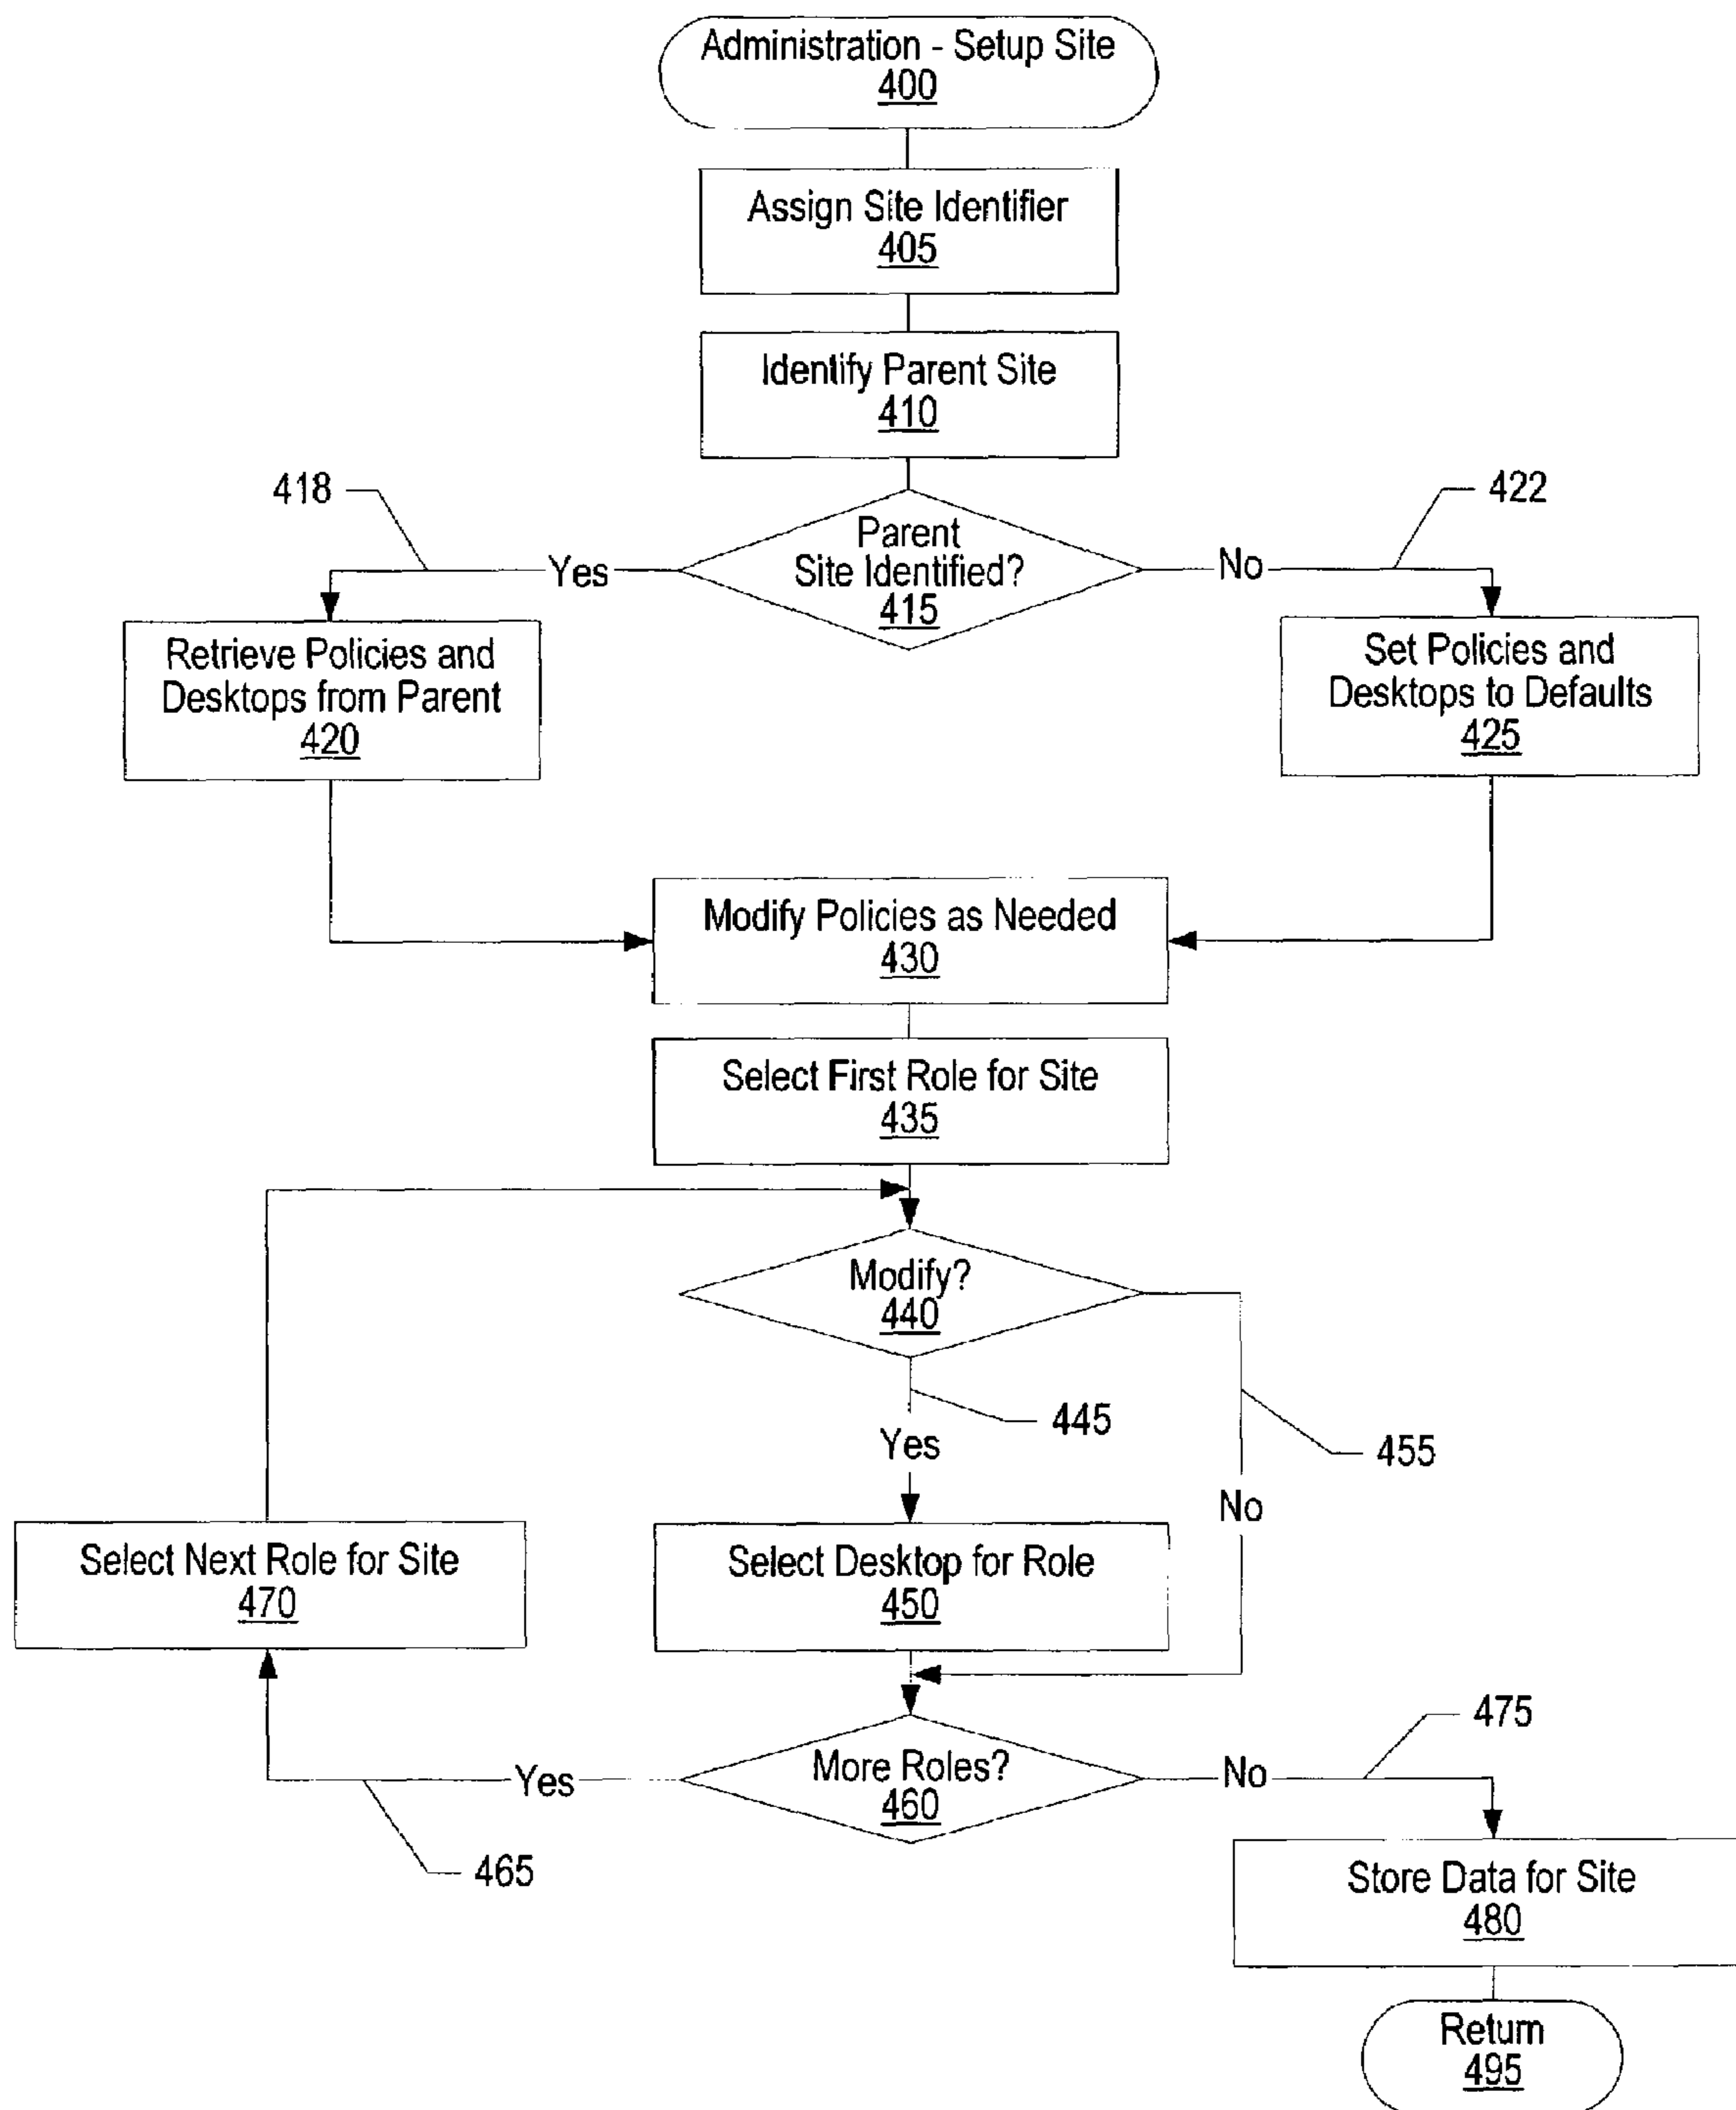 Administration - Setup Site
400
Assign Site Identifier
405
Identify Parent Site
410
418
422
Parent
Site Identified?
415
Yes
No
Retrieve Policies and
Desktops from Parent
420
Set Policies and
Desktops to Defaults
425
Modify Policies as Needed
430
Select First Role for Site
435
Modify?
440
445
Yes
455
No
Select Next Role for Site
470
Select Desktop for Role
450
475
More Roles?
460
Yes
No
465
Store Data for Site
480
Return
495